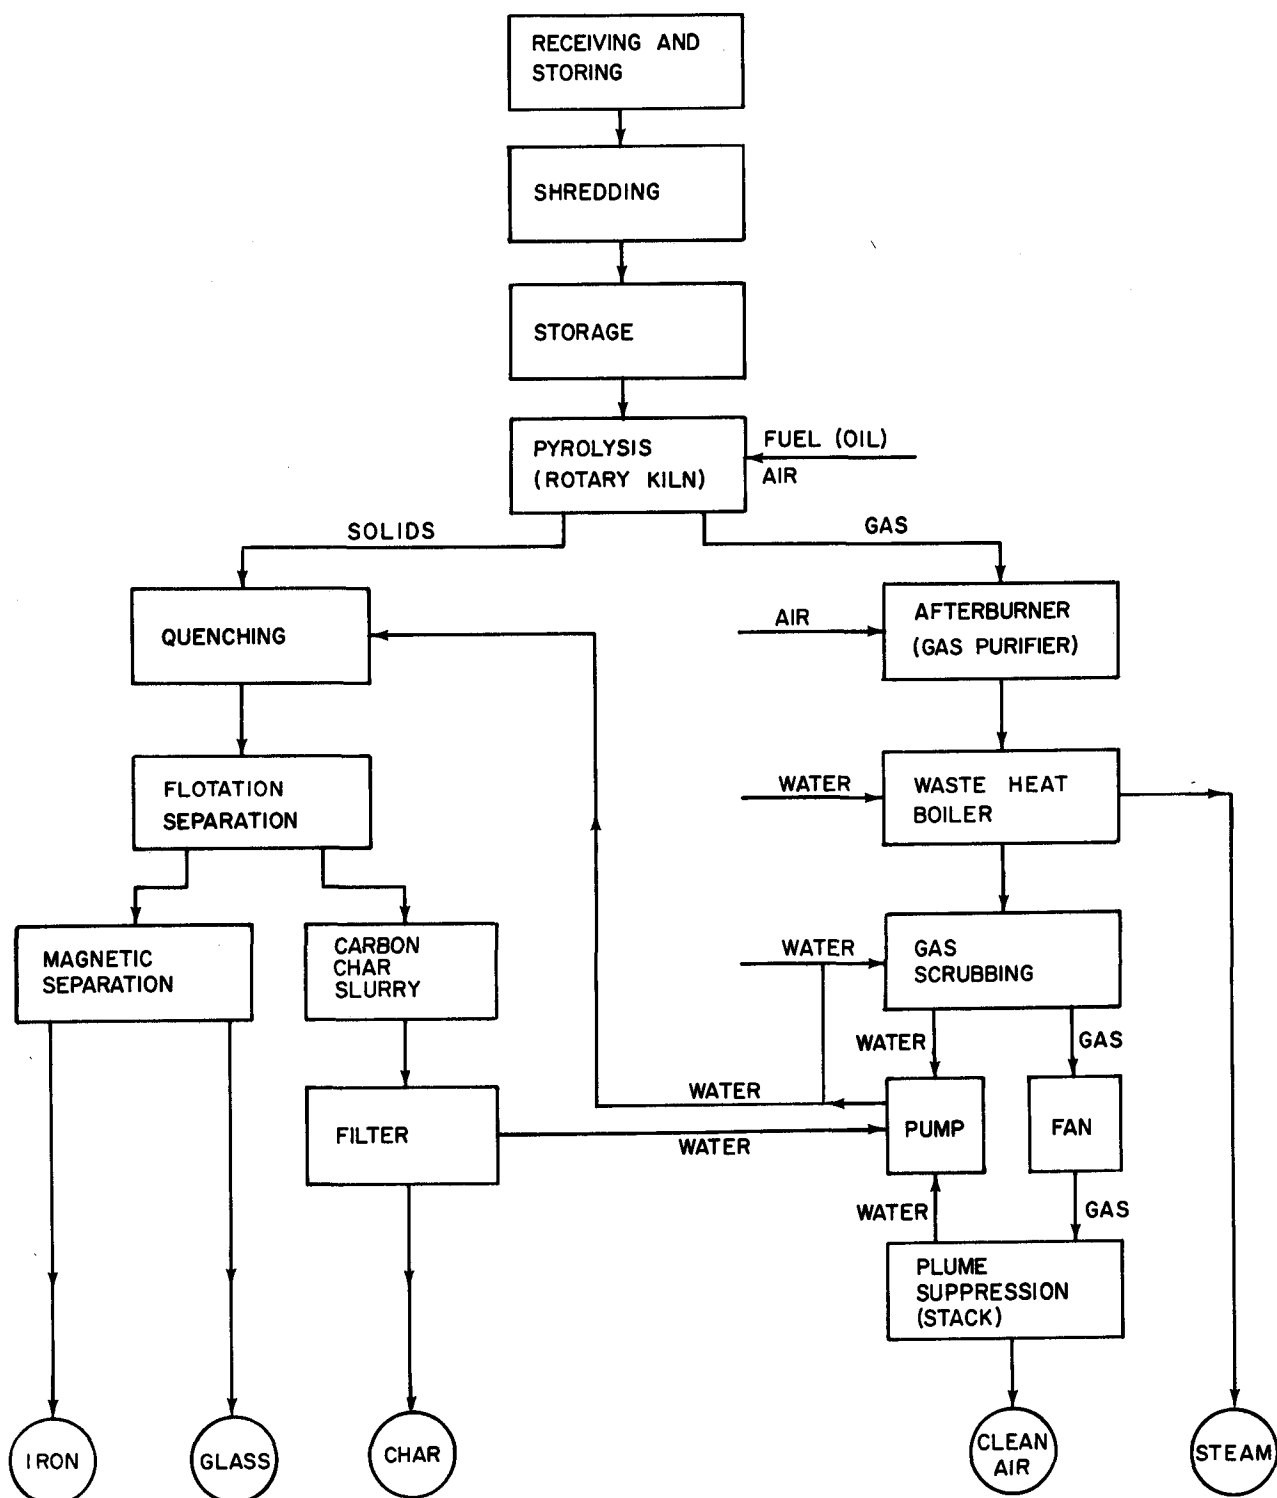 RECEIVING AND
STORING
SHREDDING
STORAGE
PYROLYSIS
(ROTARY KILN)
FUEL (OIL)
AIR
SOLIDS
GAS
QUENCHING
AIR
AFTERBURNER
(GAS PURIFIER)
FLOTATION
SEPARATION
WATER
WASTE HEAT
BOILER
MAGNETIC
SEPARATION
CARBON
CHAR
SLURRY
WATER
GAS
SCRUBBING
WATER
GAS
WATER
FILTER
WATER
PUMP
FAN
WATER
GAS
PLUME
SUPPRESSION
(STACK)
IRON
GLASS
CHAR
CLEAN
AIR
STEAM